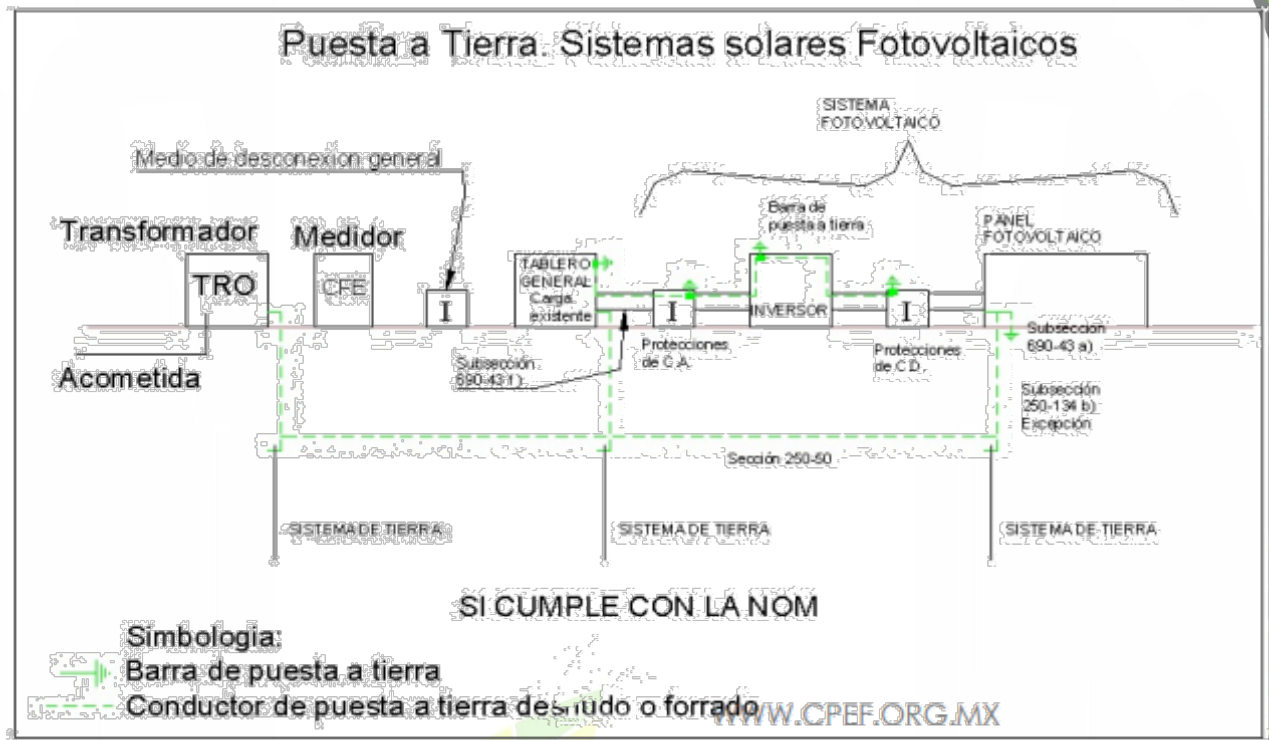 Puesta a Tierra. Sistemas solares Fotovoltaicos
SISTEMA
FOTOVOLTAICO
Medio de desconexion general
Barra de
puesta a tierra
PANEL
FOTOVOLTAICO
Transformador
Medidor
TRO
CFE
I
TABLERO
GENERAL
Carga
existente
I
INVERSOR
I
Acometida
Subsección
690-43 f)
Protecciones
de C.A.
Protecciones
de C.D.
Subsección
690-43 a)
Subsección
250-134 b)
Excepción
Sección 250-50
SISTEMA DE TIERRA
SISTEMA DE TIERRA
SISTEMA DE TIERRA
SI CUMPLE CON LA NOM
Simbologia:
Barra de puesta a tierra
Conductor de puesta a tierra desnudo o forrado
WWW.CPEF.ORG.MX